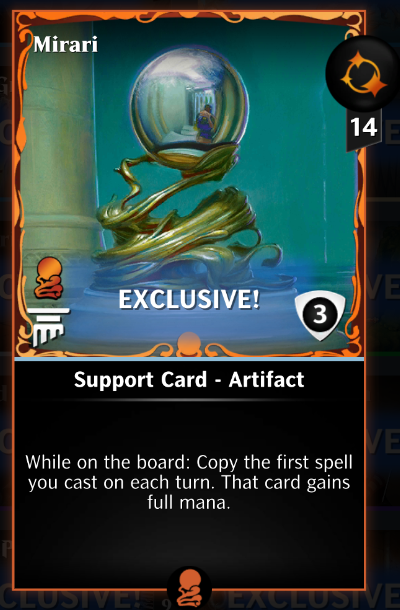 Mirari
14
EXCLUSIVE!
3
Support Card - Artifact
While on the board: Copy the first spell
you cast on each turn. That card gains
full mana.